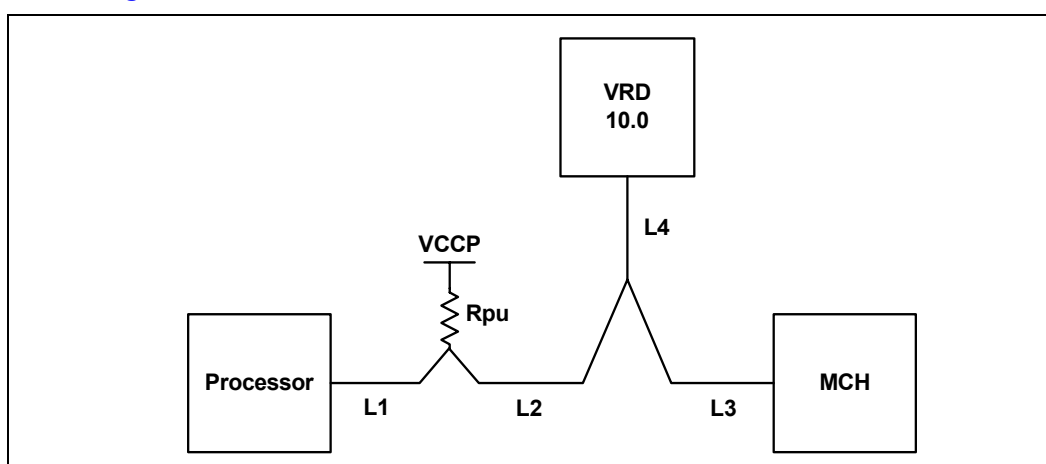 VRD
10.0
L4
VCCP
Rpu
Processor
L1
L2
L3
MCH